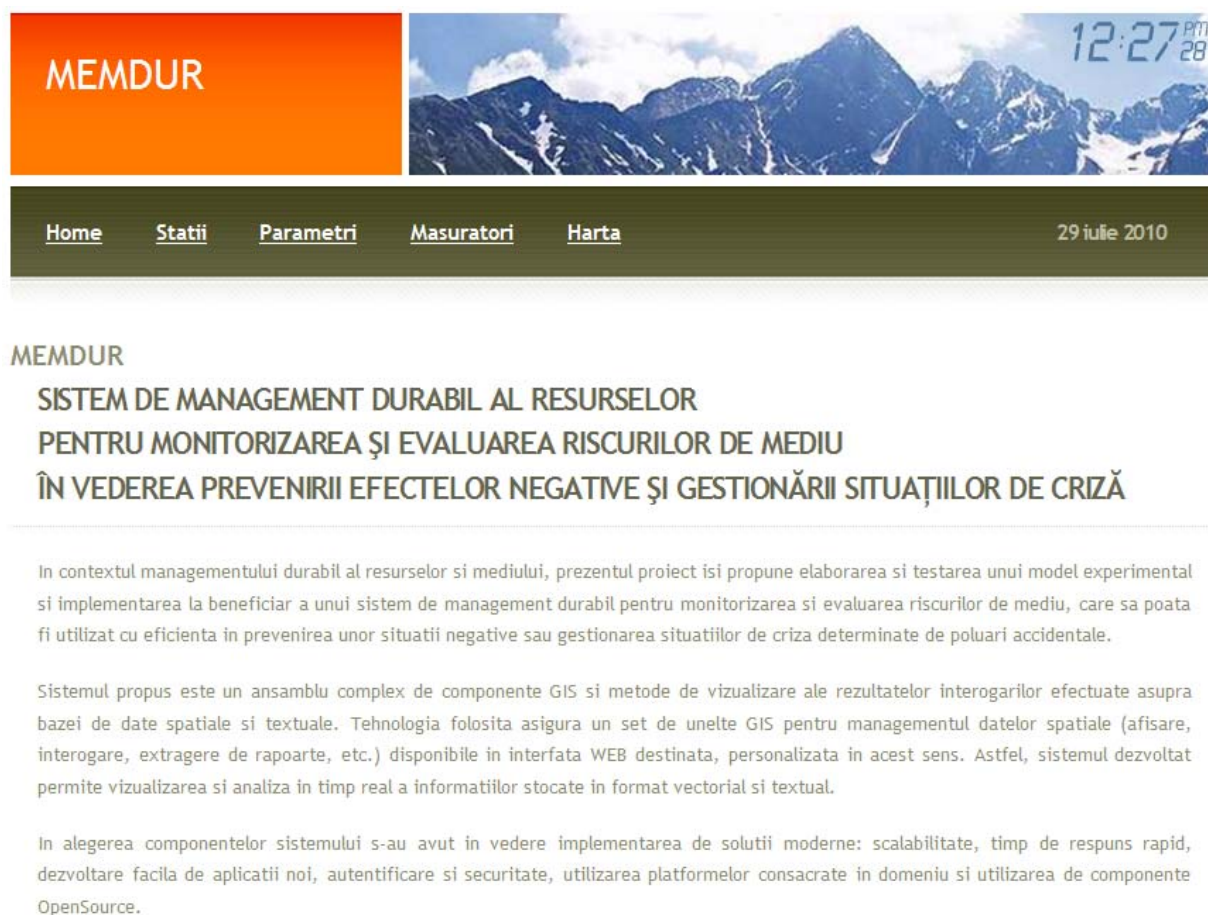 MEMDUR
12:27 PM
28
Home Statii Parametri Masuratori Harta 29 iulie 2010
MEMDUR
SISTEM DE MANAGEMENT DURABIL AL RESURSELOR
PENTRU MONITORIZAREA ŞI EVALUAREA RISCURILOR DE MEDIU
ÎN VEDEREA PREVENIRII EFECTELOR NEGATIVE ŞI GESTIONĂRII SITUAȚIILOR DE CRIZĂ
In contextul managementului durabil al resurselor si mediului, prezentul proiect isi propune elaborarea si testarea unui model experimental
si implementarea la beneficiar a unui sistem de management durabil pentru monitorizarea si evaluarea riscurilor de mediu, care sa poata
fi utilizat cu eficienta in prevenirea unor situatii negative sau gestionarea situatiilor de criza determinate de poluari accidentale.
Sistemul propus este un ansamblu complex de componente GIS si metode de vizualizare ale rezultatelor interogarilor efectuate asupra
bazei de date spatiale si textuale. Tehnologia folosita asigura un set de unelte GIS pentru managementul datelor spatiale (afisare,
interogare, extragere de rapoarte, etc.) disponibile in interfata WEB destinata, personalizata in acest sens. Astfel, sistemul dezvoltat
permite vizualizarea si analiza in timp real a informatiilor stocate in format vectorial si textual.
In alegerea componentelor sistemului s-au avut in vedere implementarea de solutii moderne: scalabilitate, timp de respuns rapid,
dezvoltare facila de aplicatii noi, autentificare si securitate, utilizarea platformelor consacrate in domeniu si utilizarea de componente
OpenSource.